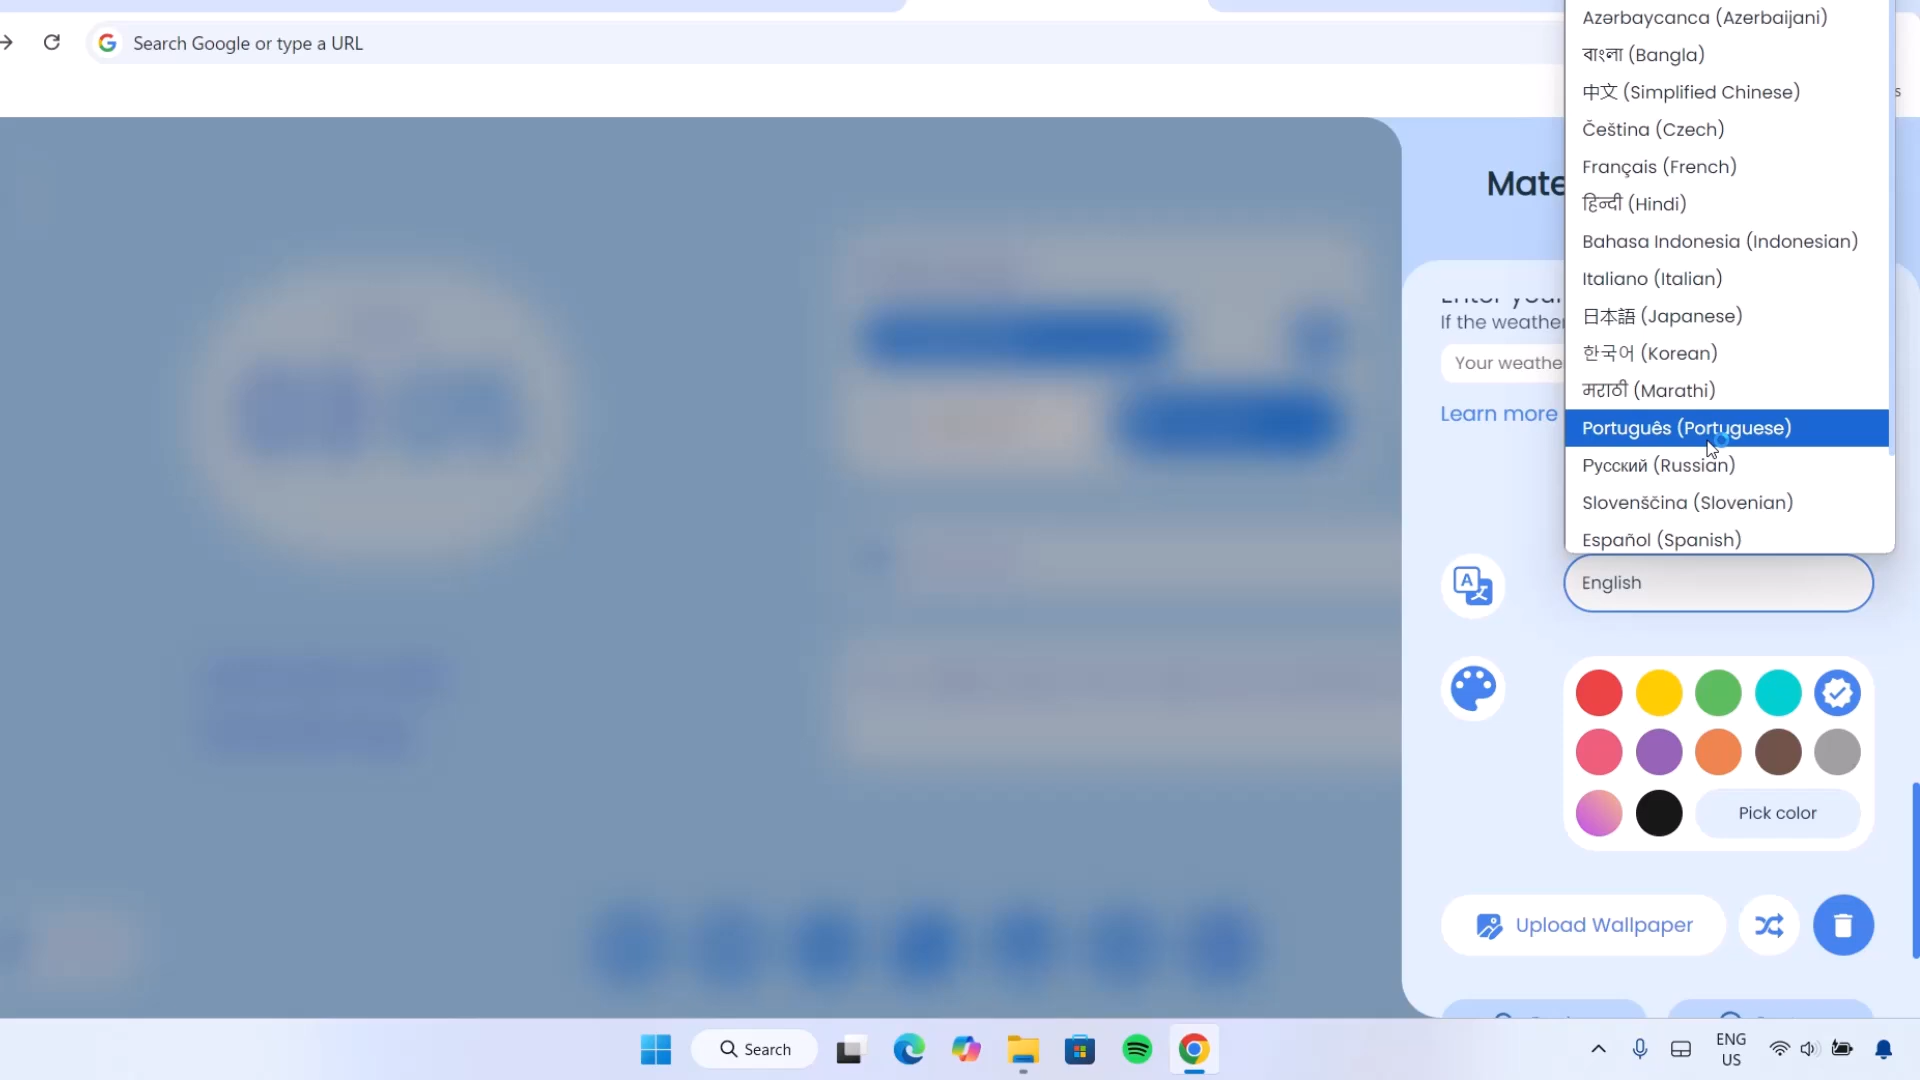 Search Google or type a URL
Azərbaycanca (Azerbaijani)
বাংলা (Bangla)
中文 (Simplified Chinese)
Čeština (Czech)
Français (French)
हिन्दी (Hindi)
Bahasa Indonesia (Indonesian)
Italiano (Italian)
日本語 (Japanese)
한국어 (Korean)
मराठी (Marathi)
Português (Portuguese)
Русский (Russian)
Slovenščina (Slovenian)
Español (Spanish)
Mate
Enter your
If the weather
Your weathe
Learn more
English
Pick color
Upload Wallpaper
Search
ENG
US